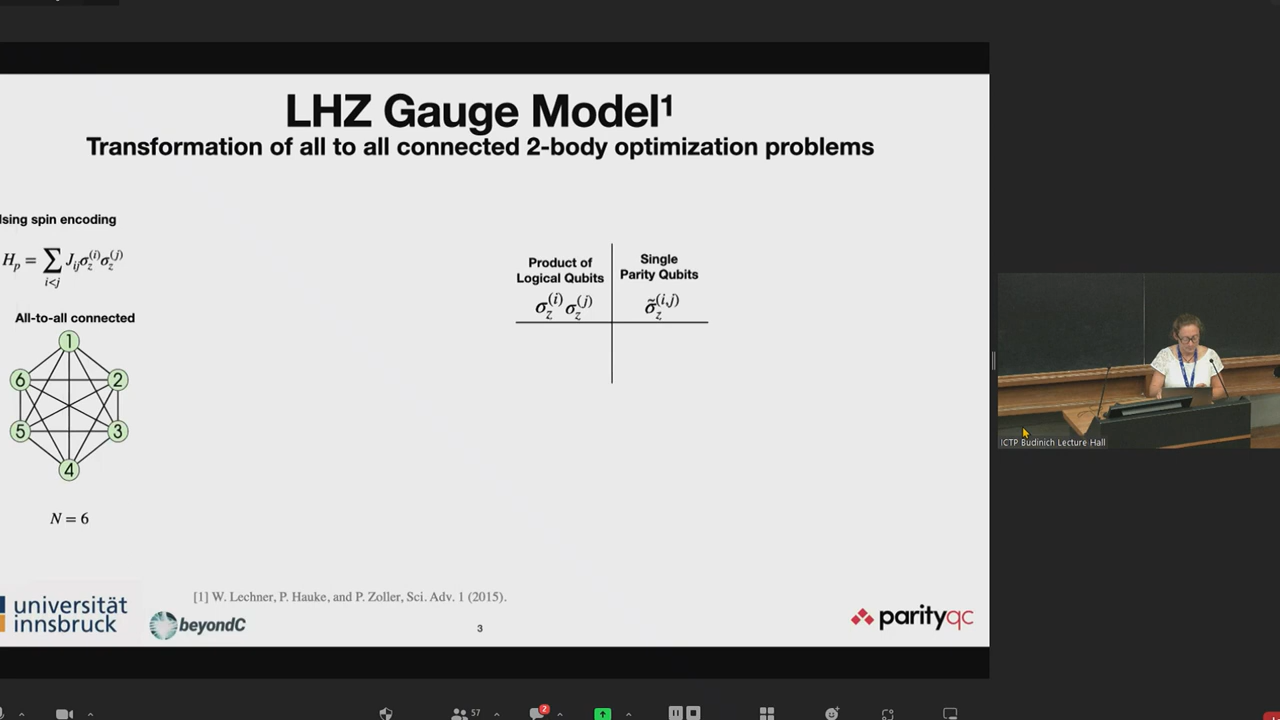 LHZ Gauge Model¹
Transformation of all to all connected 2-body optimization problems
Ising spin encoding
H_p = ∑_{i<j} J_{ij} σ_z^{(i)} σ_z^{(j)}
All-to-all connected
1
6 2
5 3
4
N = 6
Product of
Logical Qubits
σ_z^{(i)} σ_z^{(j)}
Single
Parity Qubits
σ̃_z^{(i,j)}
[1] W. Lechner, P. Hauke, and P. Zoller, Sci. Adv. 1 (2015).
universität
innsbruck
beyondC
3
parityqc
ICTP Budinich Lecture Hall
57
2